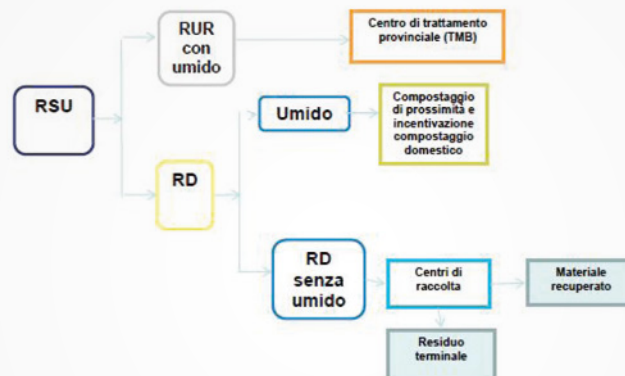 RUR
con
umido
Centro di trattamento
provinciale (TMB)
RSU
Umido
Compostaggio
di prossimità e
incentivazione
compostaggio
domestico
RD
RD
senza
umido
Centri di
raccolta
Materiale
recuperato
Residuo
terminale